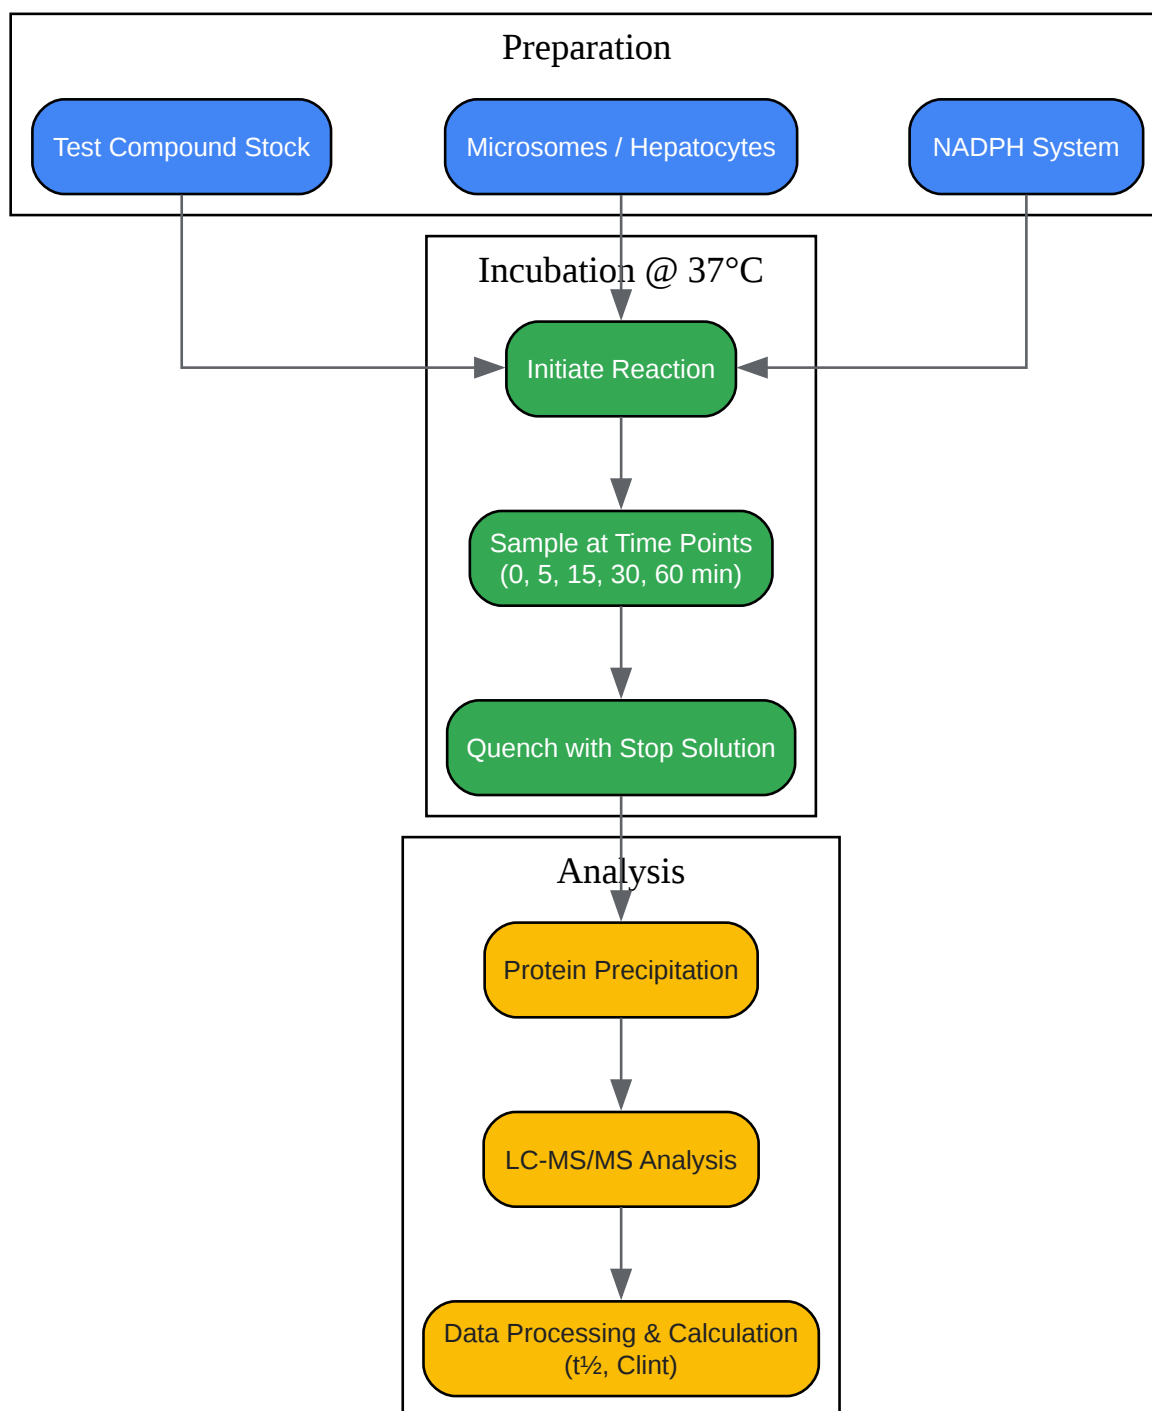 Preparation
Test Compound Stock
Microsomes / Hepatocytes
NADPH System
Incubation @ 37°C
Initiate Reaction
Sample at Time Points
(0, 5, 15, 30, 60 min)
Quench with Stop Solution
Analysis
Protein Precipitation
LC-MS/MS Analysis
Data Processing & Calculation
(t½, Clint)